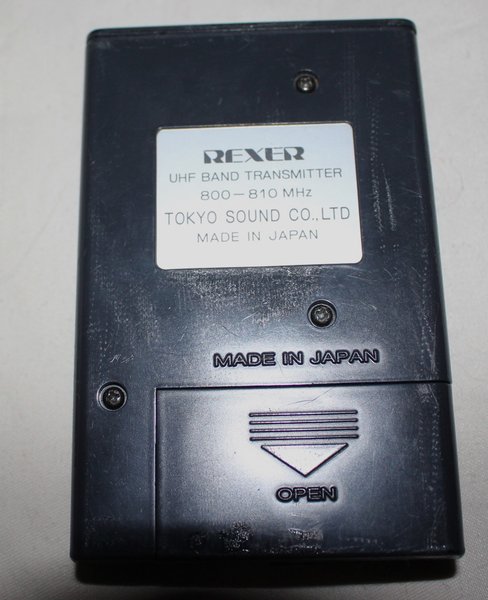 REXER
UHF BAND TRANSMITTER
800-810 MHz
TOKYO SOUND CO.,LTD
MADE IN JAPAN
MADE IN JAPAN
OPEN